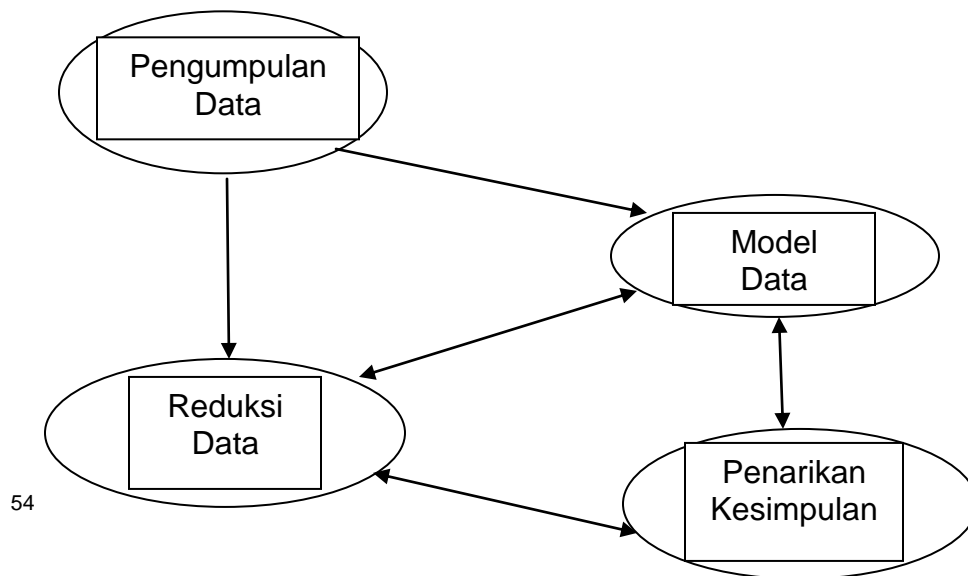 Pengumpulan
Data
Model
Data
Reduksi
Data
Penarikan
Kesimpulan
54